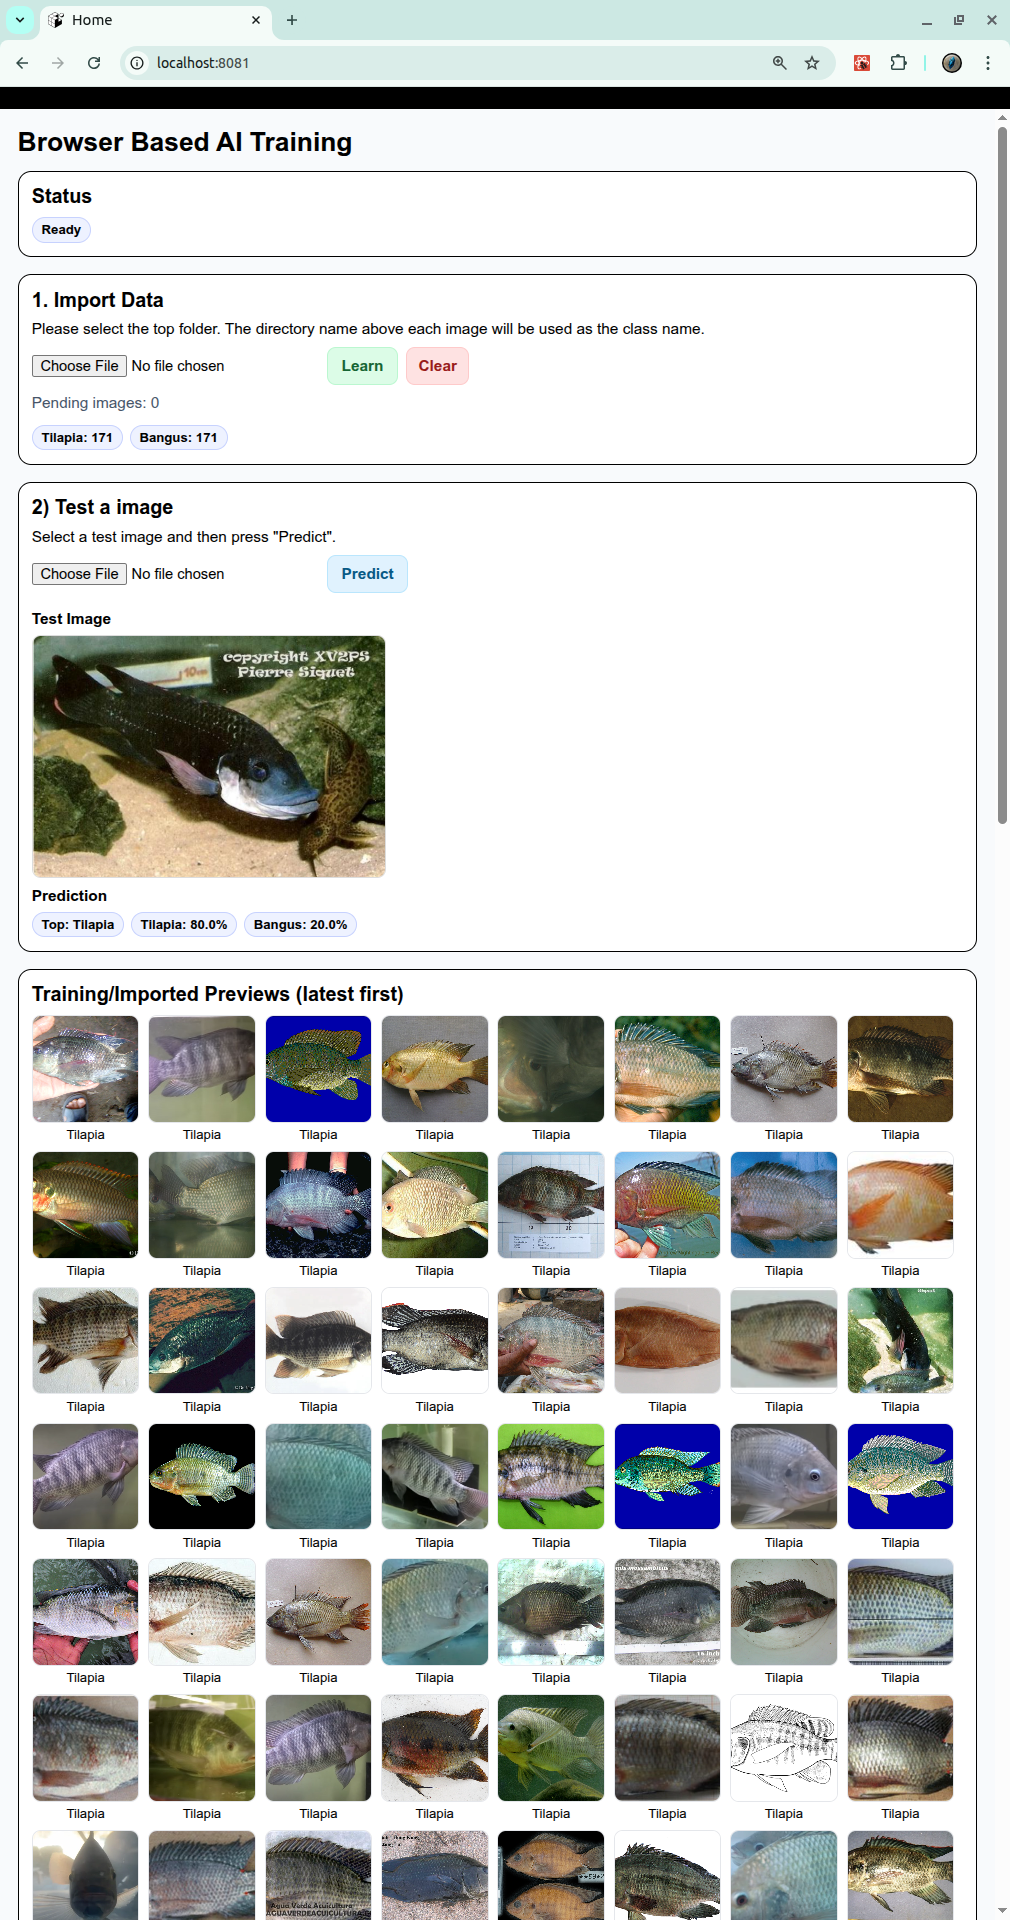 Home
localhost:8081
Browser Based AI Training
Status
Ready
1. Import Data
Please select the top folder. The directory name above each image will be used as the class name.
Choose File No file chosen Learn Clear
Pending images: 0
Tilapia: 171 Bangus: 171
2) Test a image
Select a test image and then press "Predict".
Choose File No file chosen Predict
Test Image
copyright XV2PS
Pierre Siquet
10cm
Prediction
Top: Tilapia Tilapia: 80.0% Bangus: 20.0%
Training/Imported Previews (latest first)
Tilapia Tilapia Tilapia Tilapia Tilapia Tilapia Tilapia Tilapia
Tilapia Tilapia Tilapia Tilapia Tilapia Tilapia Tilapia Tilapia
Tilapia Tilapia Tilapia Tilapia Tilapia Tilapia Tilapia Tilapia
Tilapia Tilapia Tilapia Tilapia Tilapia Tilapia Tilapia Tilapia
Tilapia Tilapia Tilapia Tilapia Tilapia Tilapia Tilapia Tilapia
Tilapia Tilapia Tilapia Tilapia Tilapia Tilapia Tilapia Tilapia
Agua Verde Acuicultura
AGUAVERDEACUICULTURA